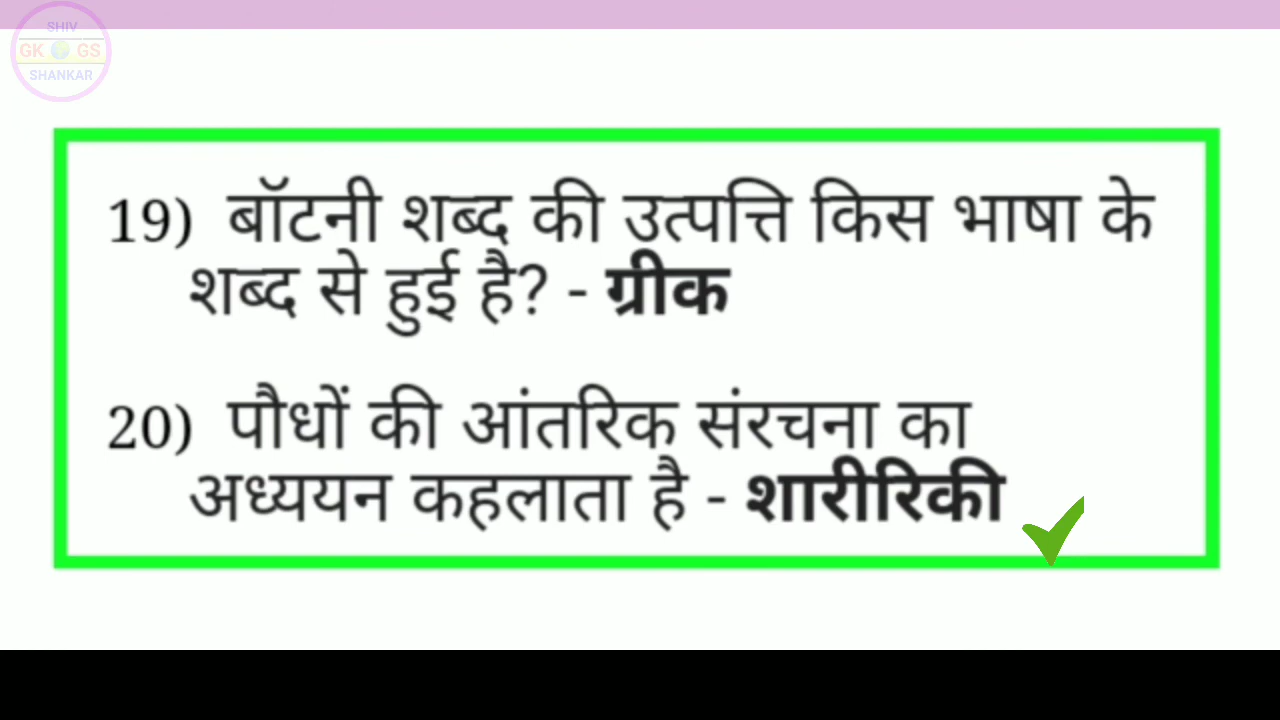 SHIV
GK GS
SHANKAR
19) बॉटनी शब्द की उत्पत्ति किस भाषा के
शब्द से हुई है? - ग्रीक
20) पौधों की आंतरिक संरचना का
अध्ययन कहलाता है - शारीरिकी